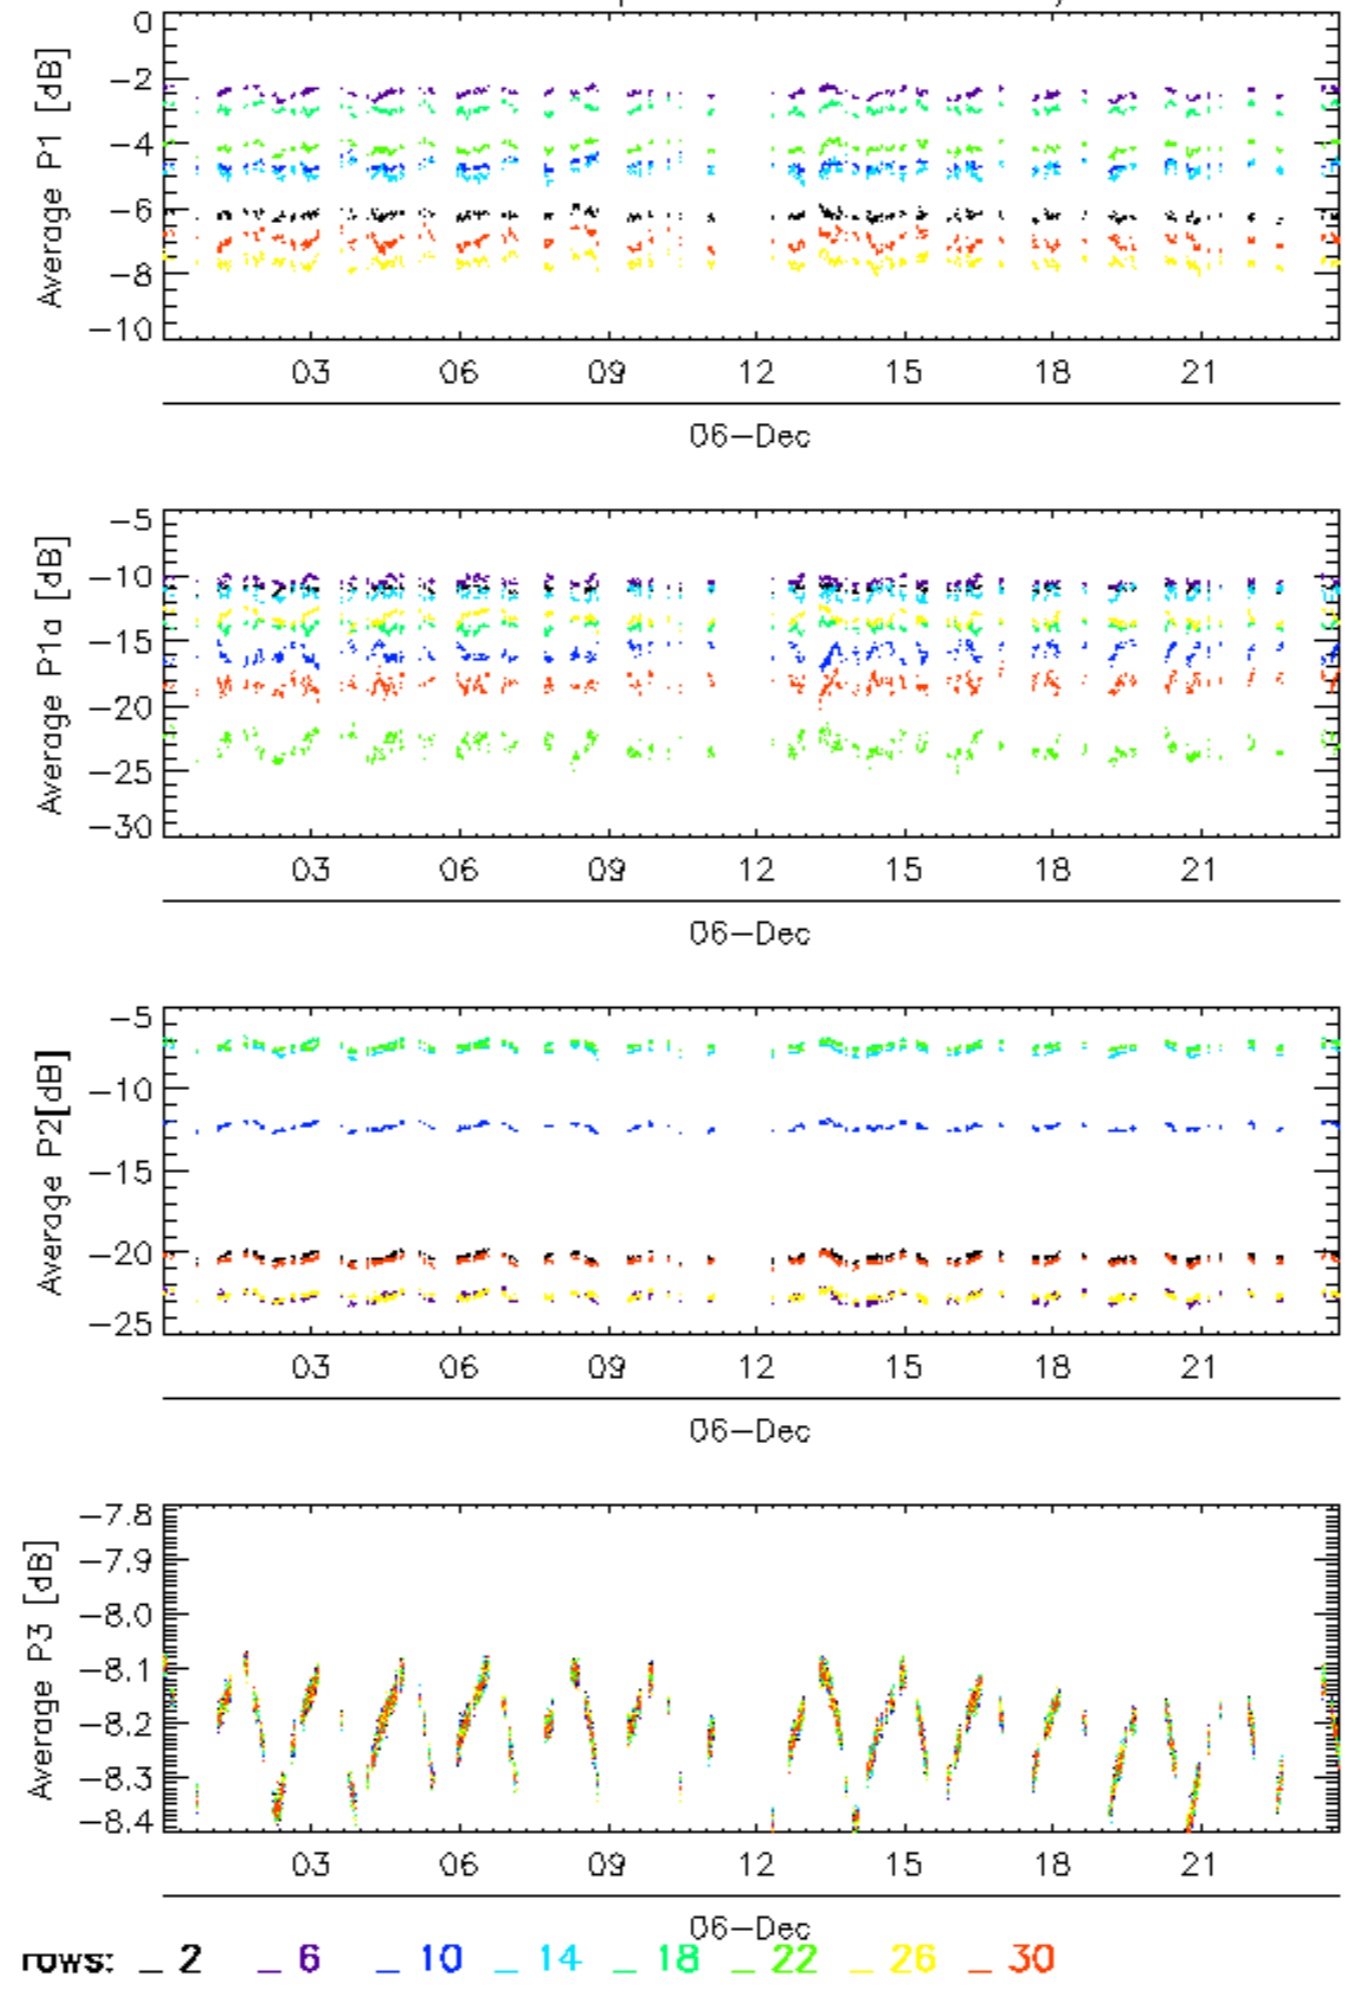 0
−2
−4
−6
−8
−10
Average P1 [dB]
03 06 09 12 15 18 21
06−Dec
−5
−10
−15
−20
−25
−30
Average P1a [dB]
03 06 09 12 15 18 21
06−Dec
−5
−10
−15
−20
−25
Average P2[dB]
03 06 09 12 15 18 21
06−Dec
−7.8
−7.9
−8.0
−8.1
−8.2
−8.3
−8.4
Average P3 [dB]
03 06 09 12 15 18 21
06−Dec
rows: _ 2 _ 6 _ 10 _ 14 _ 18 _ 22 _ 26 _ 30